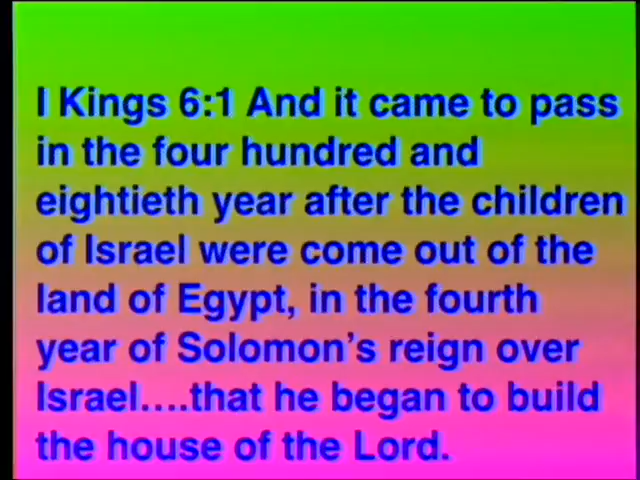 I Kings 6:1 And it came to pass
in the four hundred and
eightieth year after the children
of Israel were come out of the
land of Egypt, in the fourth
year of Solomon’s reign over
Israel....that he began to build
the house of the Lord.